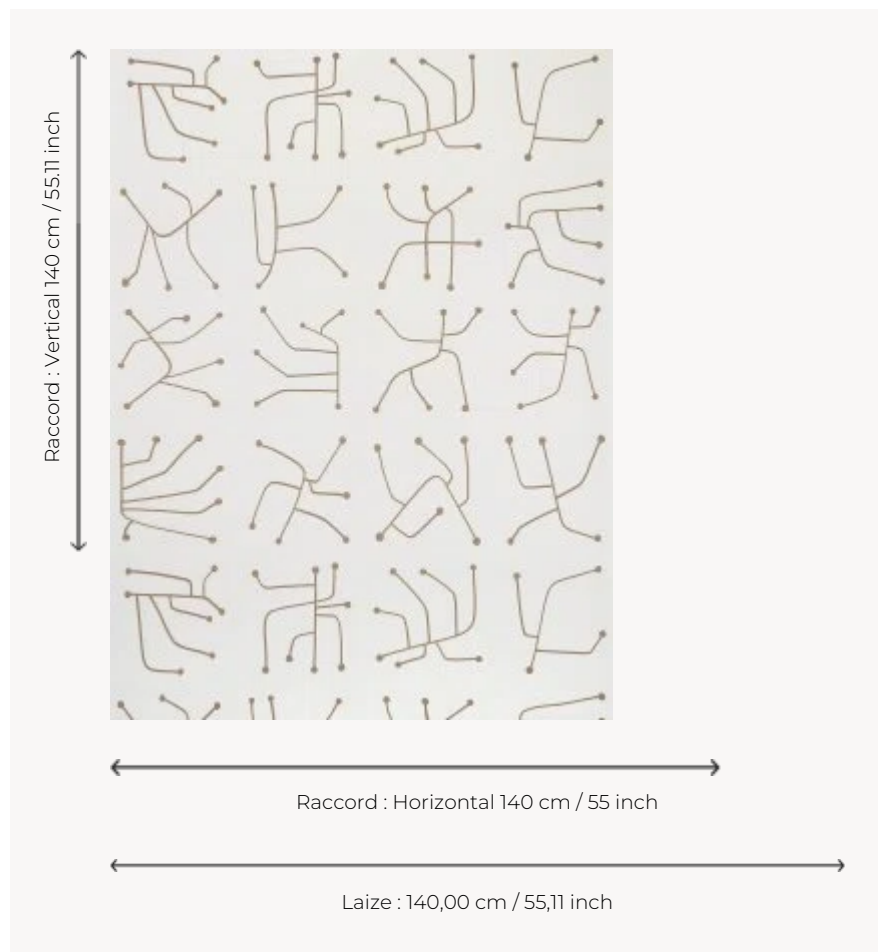 Raccord : Vertical 140 cm / 55.11 inch
Raccord : Horizontal 140 cm / 55 inch
Laize : 140,00 cm / 55,11 inch